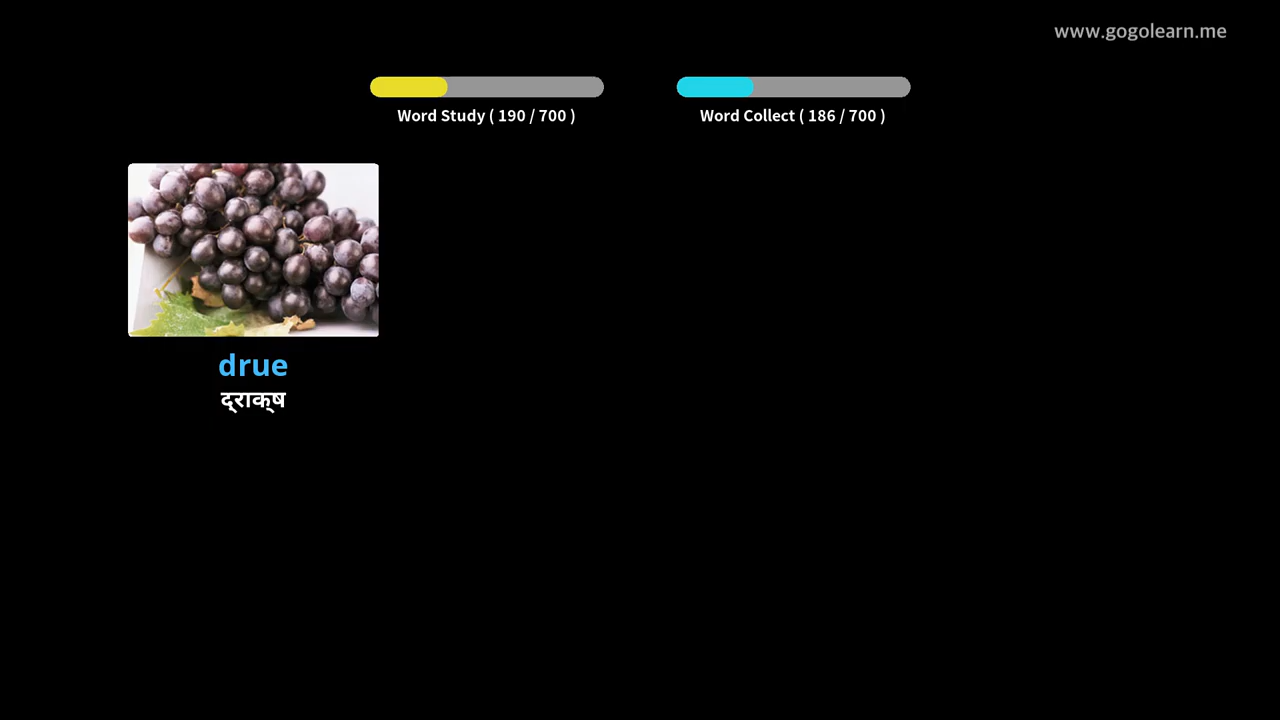 www.gogolearn.me
Word Study ( 190 / 700 )
Word Collect ( 186 / 700 )
drue
द्राक्ष